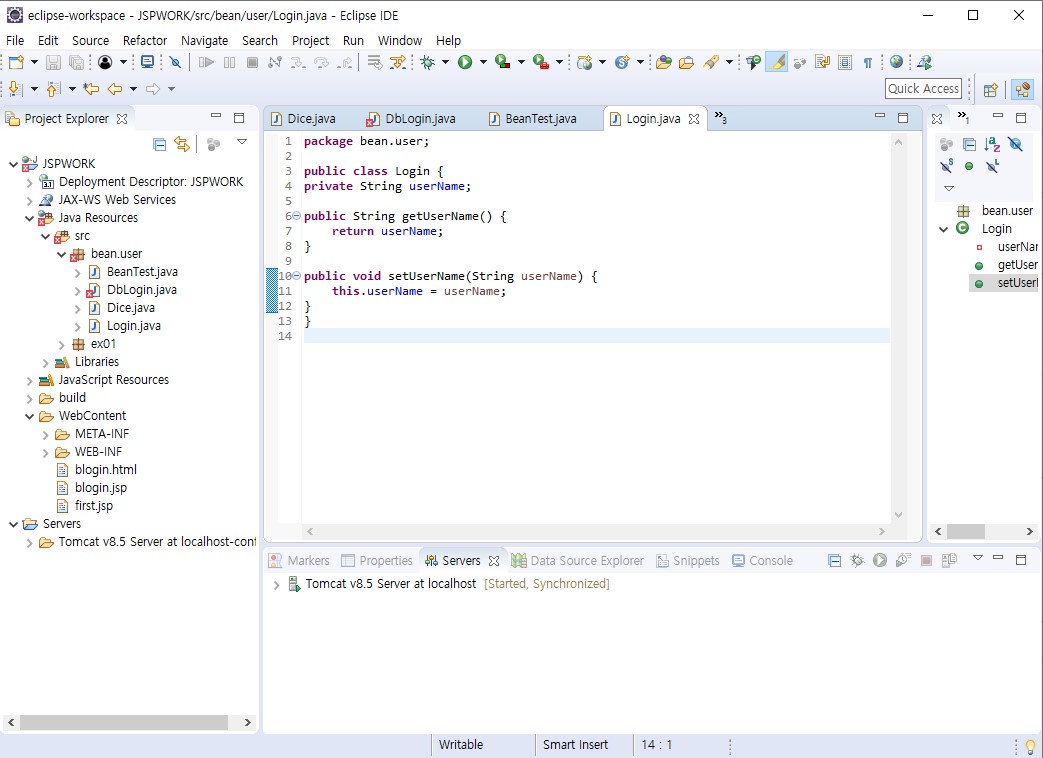 eclipse-workspace - JSPWORK/src/bean/user/Login.java - Eclipse IDE
File Edit Source Refactor Navigate Search Project Run Window Help
Quick Access
Project Explorer
JSPWORK
Deployment Descriptor: JSPWORK
JAX-WS Web Services
Java Resources
src
bean.user
BeanTest.java
DbLogin.java
Dice.java
Login.java
ex01
Libraries
JavaScript Resources
build
WebContent
META-INF
WEB-INF
blogin.html
blogin.jsp
first.jsp
Servers
Tomcat v8.5 Server at localhost-conf
Dice.java DbLogin.java BeanTest.java Login.java »3
1 package bean.user;
2
3 public class Login {
4 private String userName;
5
6 public String getUserName() {
7 return userName;
8 }
9
10 public void setUserName(String userName) {
11 this.userName = userName;
12 }
13 }
14
»1
bean.user
Login
userNar
getUser
setUserI
Markers Properties Servers Data Source Explorer Snippets Console
Tomcat v8.5 Server at localhost [Started, Synchronized]
Writable Smart Insert 14 : 1